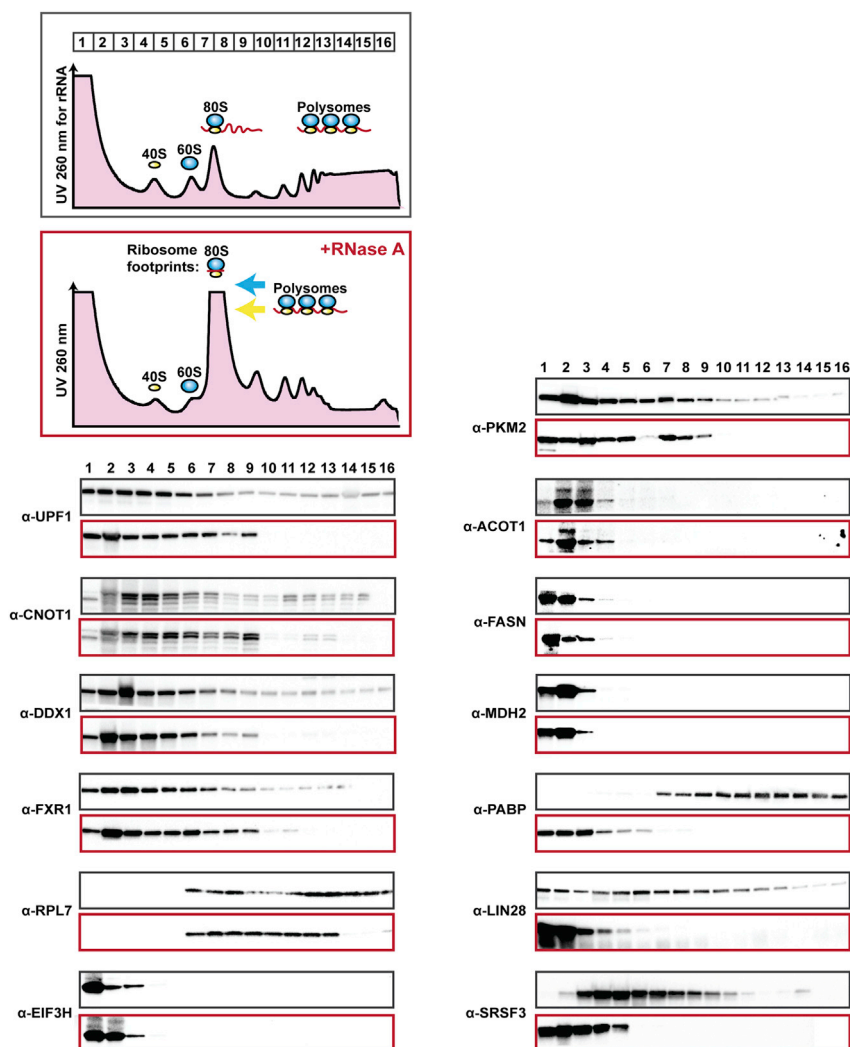 1 2 3 4 5 6 7 8 9 10 11 12 13 14 15 16
UV 260 nm for rRNA
40S
60S
80S
Polysomes
+RNase A
Ribosome
footprints:
80S
Polysomes
UV 260 nm
40S
60S
1 2 3 4 5 6 7 8 9 10 11 12 14 15 16
α-UPF1
α-CNOT1
α-DDX1
α-FXR1
α-RPL7
α-EIF3H
1 2 3 4 5 6 7 8 9 10 11 12 13 14 15 16
α-PKM2
α-ACOT1
α-FASN
α-MDH2
α-PABP
α-LIN28
α-SRSF3